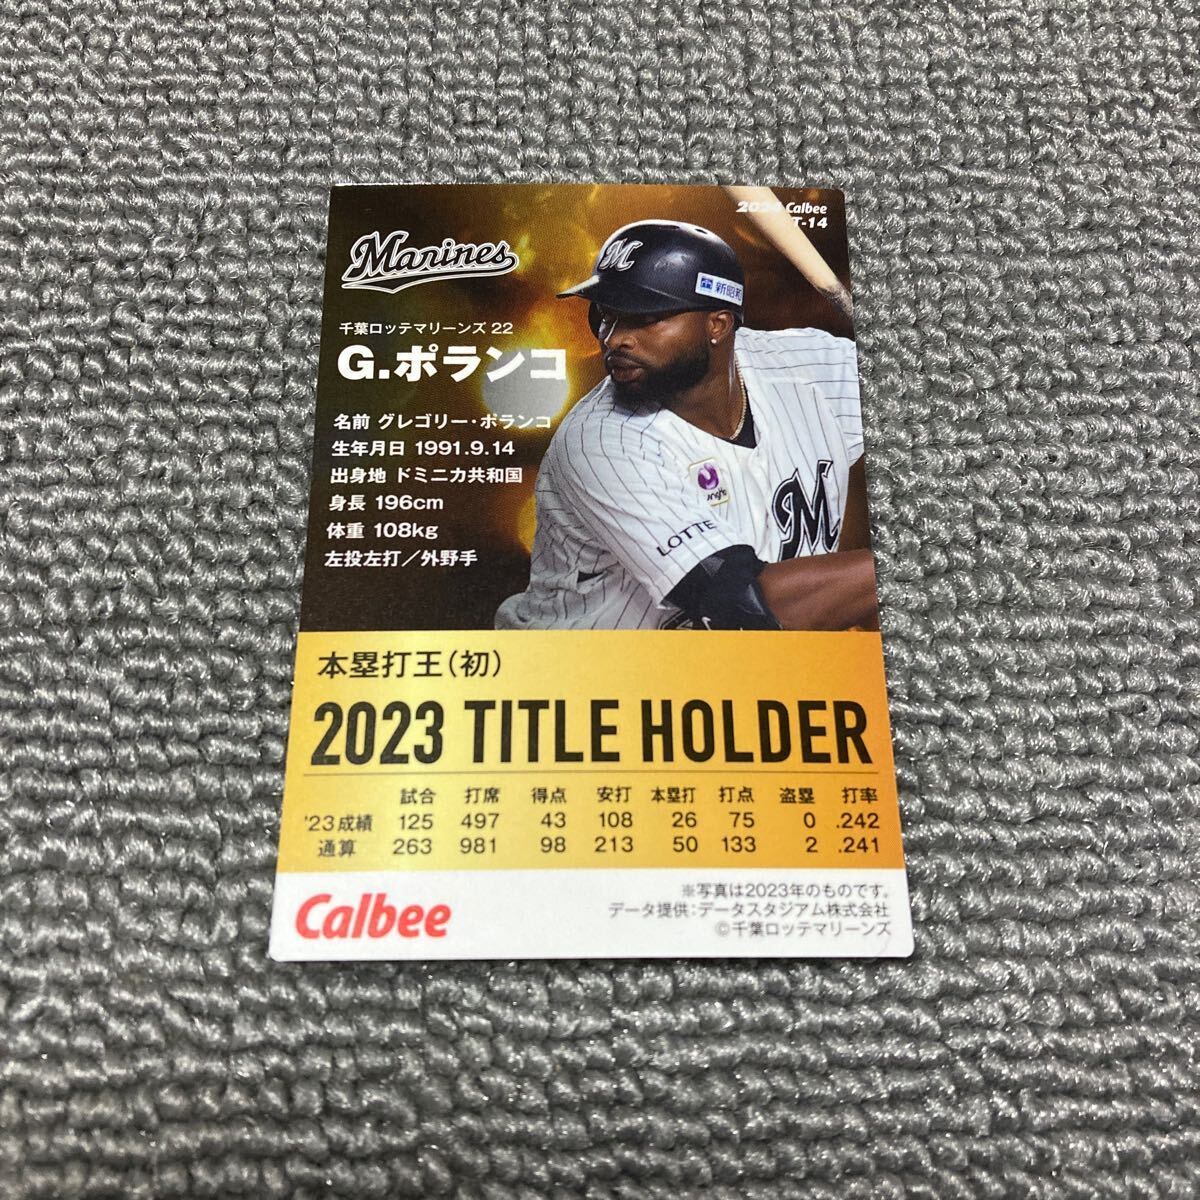 2024 Calbee
T-14
Marines
M
新昭和
千葉ロッテマリーンズ 22
G.ポランコ
名前 グレゴリー・ポランコ
生年月日 1991.9.14
出身地 ドミニカ共和国
身長 196cm
体重 108kg
左投左打/外野手
LOTTE
M
本塁打王(初)
2023 TITLE HOLDER
試合 打席 得点 安打 本塁打 打点 盗塁 打率
'23成績 125 497 43 108 26 75 0 .242
通算 263 981 98 213 50 133 2 .241
Calbee
※写真は2023年のものです。
データ提供:データスタジアム株式会社
©千葉ロッテマリーンズ